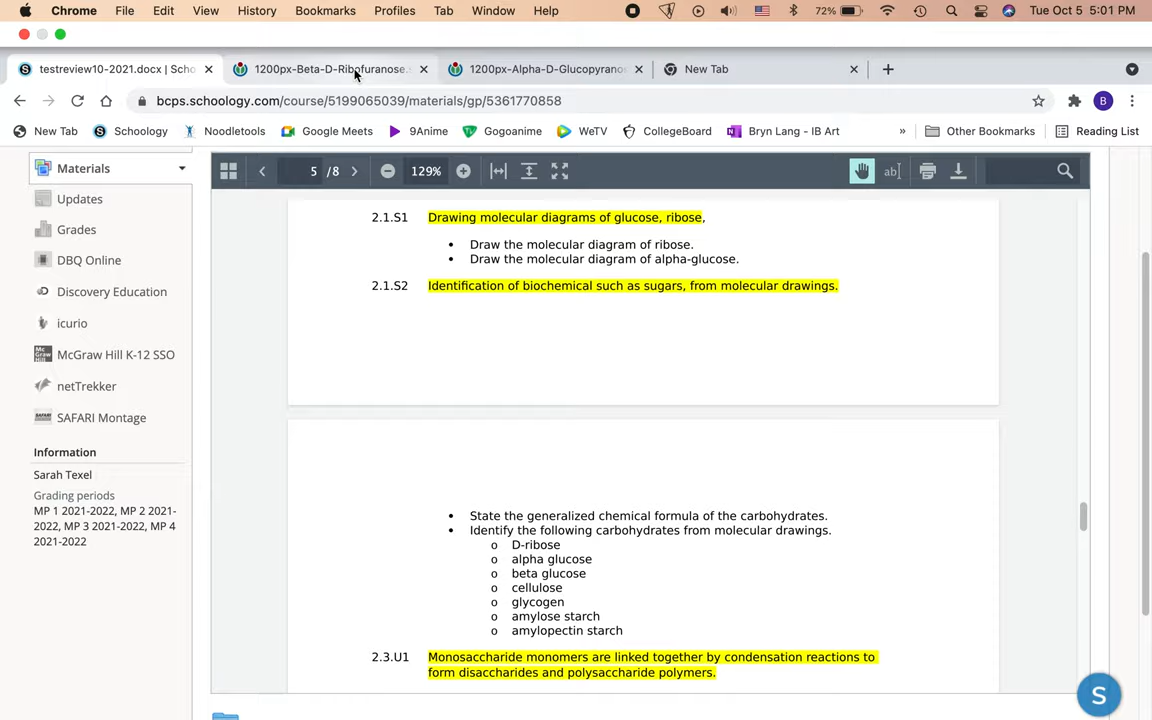 Chrome File Edit View History Bookmarks Profiles Tab Window Help 72% Tue Oct 5 5:01 PM
testreview10-2021.docx | Scho 1200px-Beta-D-Ribofuranose. 1200px-Alpha-D-Glucopyrano New Tab
bcps.schoology.com/course/5199065039/materials/gp/5361770858 B
New Tab Schoology Noodletools Google Meets 9Anime Gogoanime WeTV CollegeBoard Bryn Lang - IB Art » Other Bookmarks Reading List
Materials
5 /8 129% ab
Updates
Grades
DBQ Online
Discovery Education
icurio
McGraw Hill K-12 SSO
netTrekker
SAFARI Montage
Information
Sarah Texel
Grading periods
MP 1 2021-2022, MP 2 2021-
2022, MP 3 2021-2022, MP 4
2021-2022
2.1.S1 Drawing molecular diagrams of glucose, ribose,
• Draw the molecular diagram of ribose.
• Draw the molecular diagram of alpha-glucose.
2.1.S2 Identification of biochemical such as sugars, from molecular drawings.
• State the generalized chemical formula of the carbohydrates.
• Identify the following carbohydrates from molecular drawings.
o D-ribose
o alpha glucose
o beta glucose
o cellulose
o glycogen
o amylose starch
o amylopectin starch
2.3.U1 Monosaccharide monomers are linked together by condensation reactions to
form disaccharides and polysaccharide polymers.
S